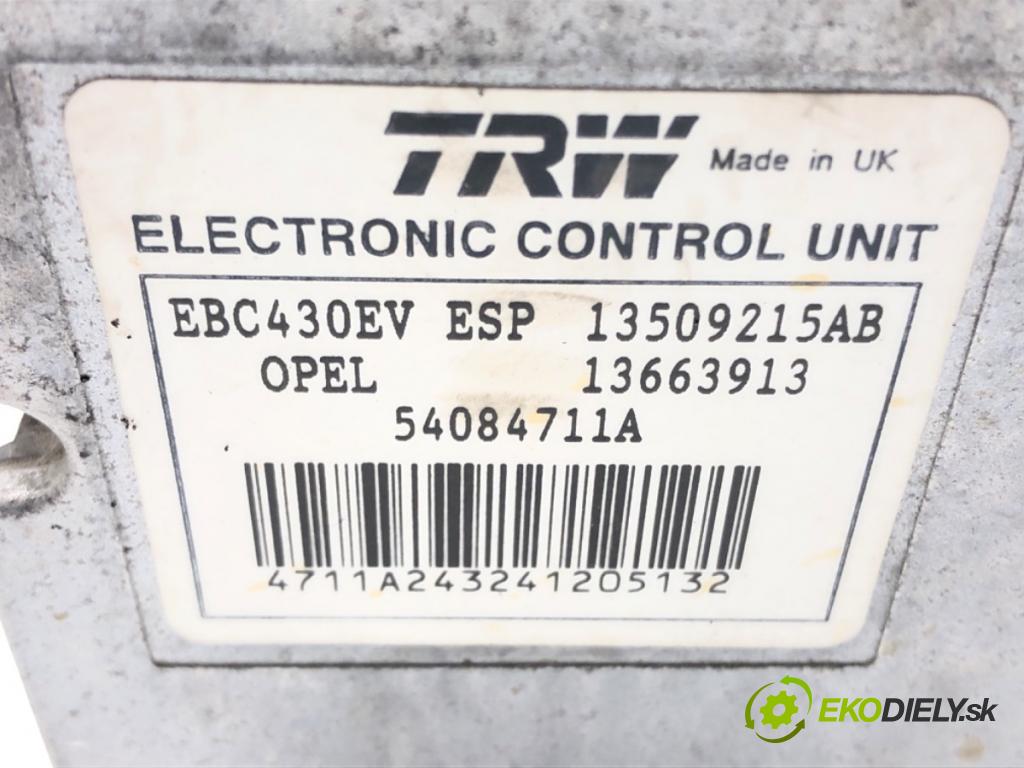 TRW Made in UK
ELECTRONIC CONTROL UNIT
EBC430EV ESP 13509215AB
OPEL 13663913
54084711A
4711A243241205132
EKODIELY.sk